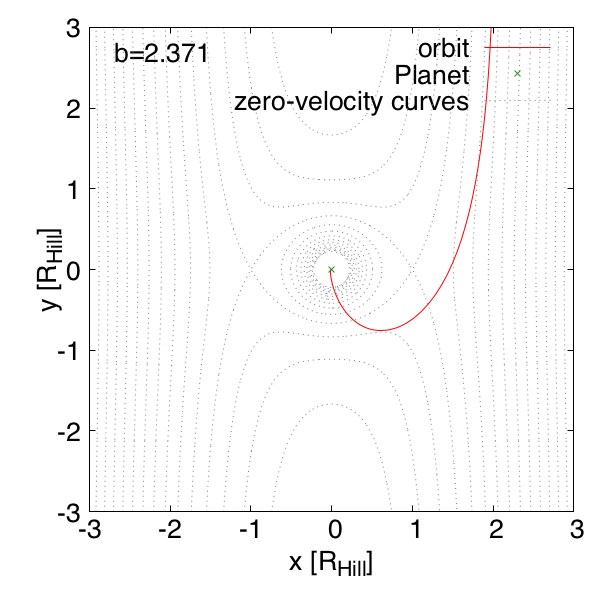 b=2.371
orbit
Planet
zero-velocity curves
3
2
1
0
-1
-2
-3
y [R_Hill]
-3
-2
-1
0
1
2
3
x [R_Hill]